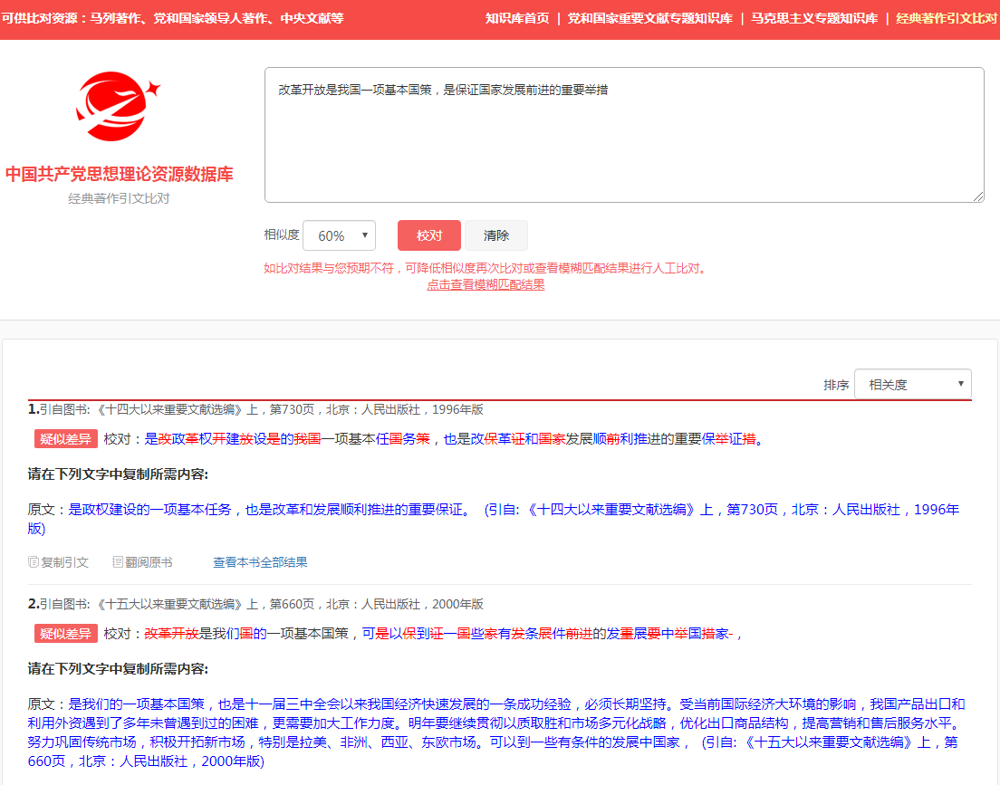 可供比对资源：马列著作、党和国家领导人著作、中央文献等
知识库首页 | 党和国家重要文献专题知识库 | 马克思主义专题知识库 | 经典著作引文比对
中国共产党思想理论资源数据库
经典著作引文比对
改革开放是我国一项基本国策，是保证国家发展前进的重要举措
相似度 60% 校对 清除
如比对结果与您预期不符，可降低相似度再次比对或查看模糊匹配结果进行人工比对。
点击查看模糊匹配结果
排序 相关度
1.引自图书: 《十四大以来重要文献选编》上，第730页，北京：人民出版社，1996年版
疑似差异 校对：是改政革权开建放设是的我国一项基本任国务策，也是改保革证和国家发展顺前利推进的重要保举证措。
请在下列文字中复制所需内容:
原文：是政权建设的一项基本任务，也是改革和发展顺利推进的重要保证。 (引自: 《十四大以来重要文献选编》上，第730页，北京：人民出版社，1996年
版)
复制引文 翻阅原书 查看本书全部结果
2.引自图书: 《十五大以来重要文献选编》上，第660页，北京：人民出版社，2000年版
疑似差异 校对：改革开放是我们国的一项基本国策，可是以保到证一国些家有发条展件前进的发重展要中举国措家-，
请在下列文字中复制所需内容:
原文：是我们的一项基本国策，也是十一届三中全会以来我国经济快速发展的一条成功经验，必须长期坚持。受当前国际经济大环境的影响，我国产品出口和
利用外资遇到了多年未曾遇到过的困难，更需要加大工作力度。明年要继续贯彻以质取胜和市场多元化战略，优化出口商品结构，提高营销和售后服务水平。
努力巩固传统市场，积极开拓新市场，特别是拉美、非洲、西亚、东欧市场。可以到一些有条件的发展中国家， (引自: 《十五大以来重要文献选编》上，第
660页，北京：人民出版社，2000年版)